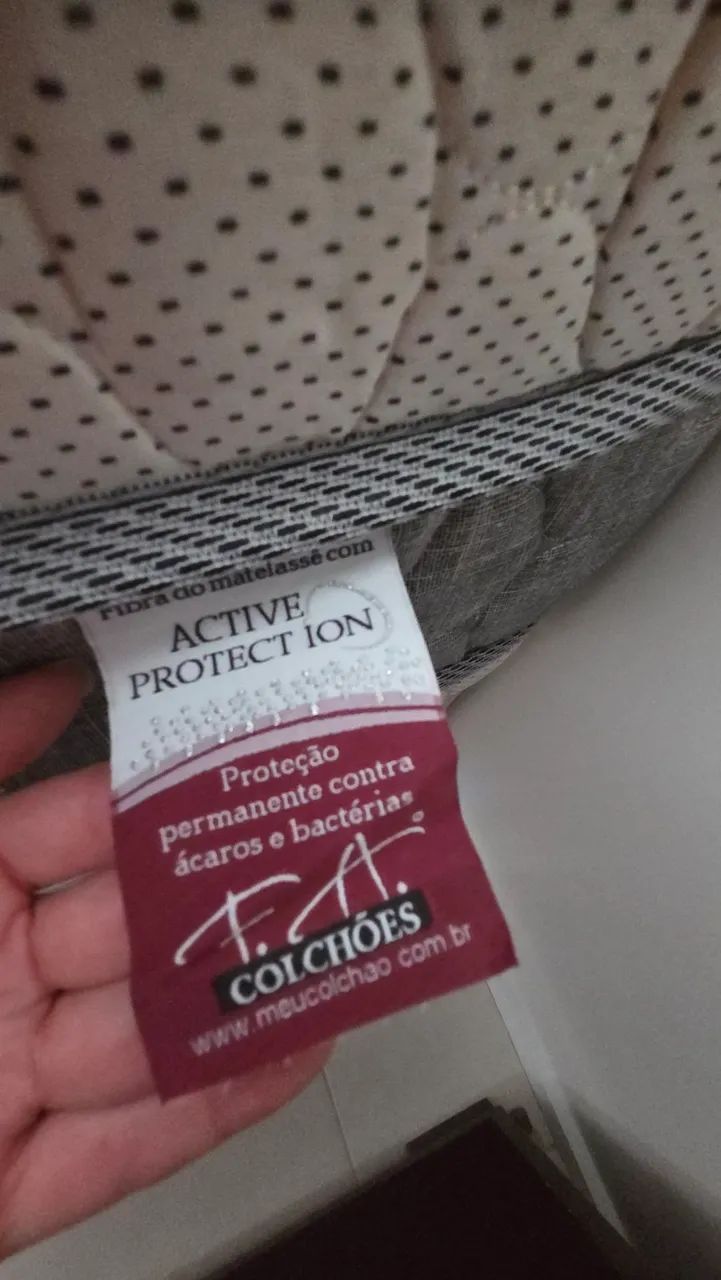 Fibra do matelassê com
ACTIVE
PROTECT ION
Proteção
permanente contra
ácaros e bactérias
F.A.
COLCHÕES
www.meucolchao.com.br